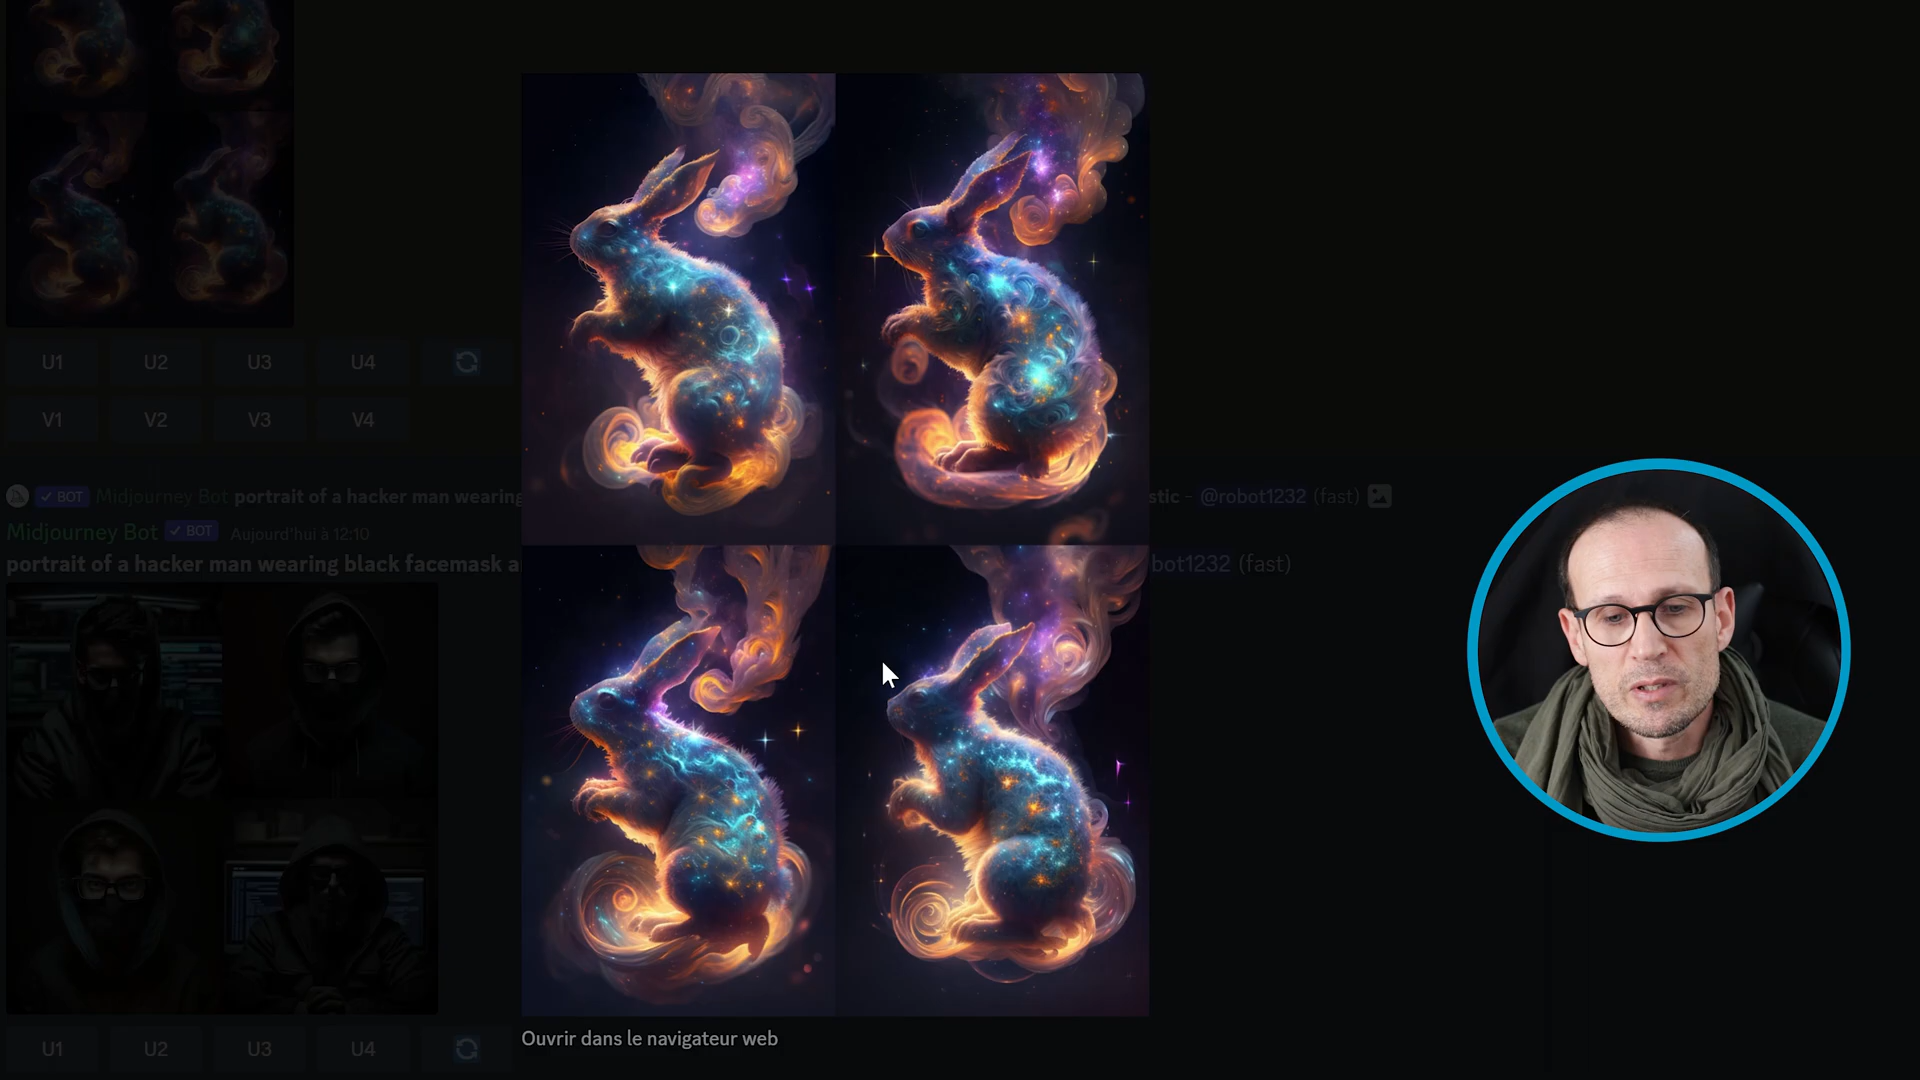 U1 U2 U3 U4
V1 V2 V3 V4
BOT Midjourney Bot portrait of a hacker man wearing stic - @robot1232 (fast)
Midjourney Bot BOT Aujourd'hui à 12:10
portrait of a hacker man wearing black facemask a bot1232 (fast)
Ouvrir dans le navigateur web
U1 U2 U3 U4